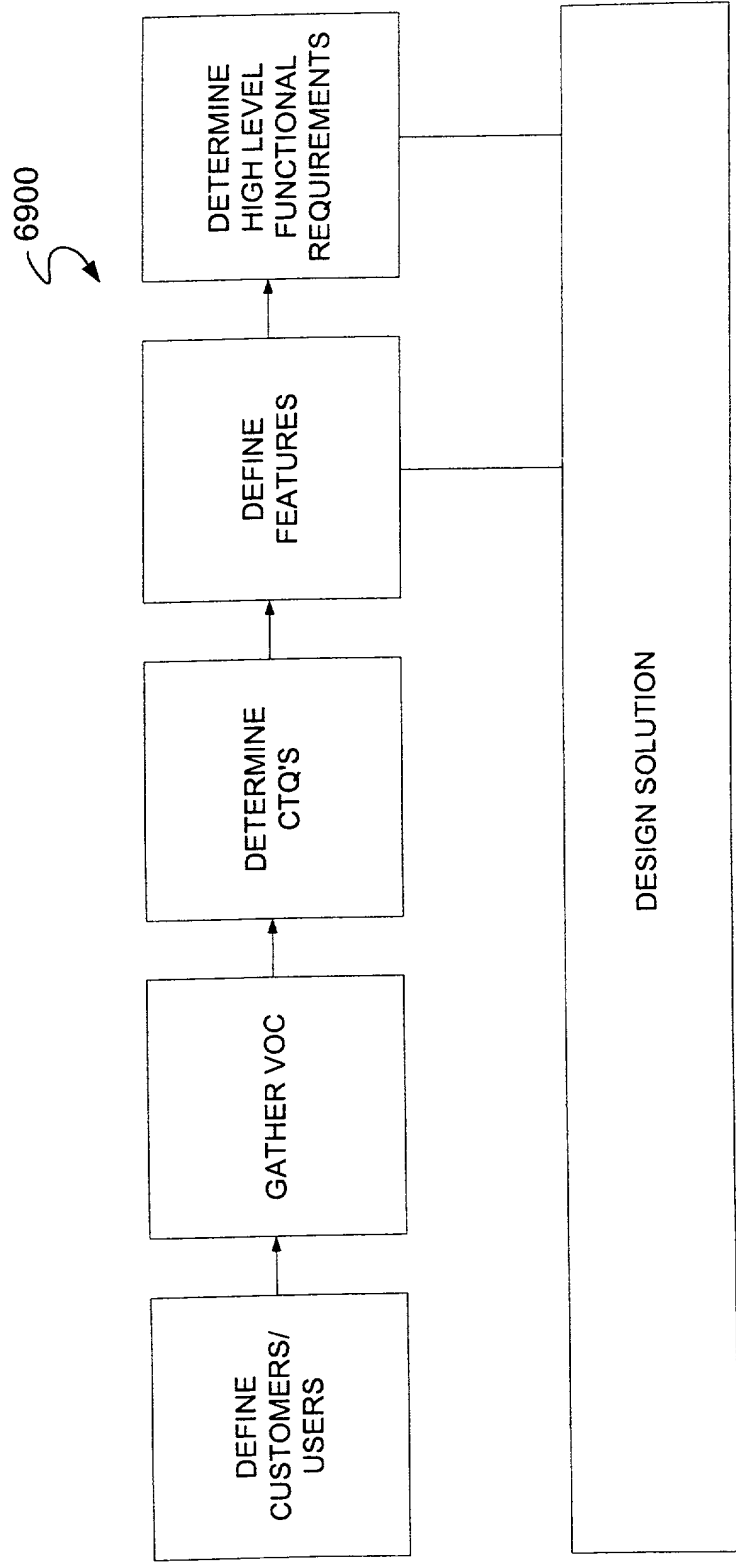 6900
DEFINE
CUSTOMERS/
USERS
GATHER VOC
DETERMINE
CTQ'S
DEFINE
FEATURES
DETERMINE
HIGH LEVEL
FUNCTIONAL
REQUIREMENTS
DESIGN SOLUTION